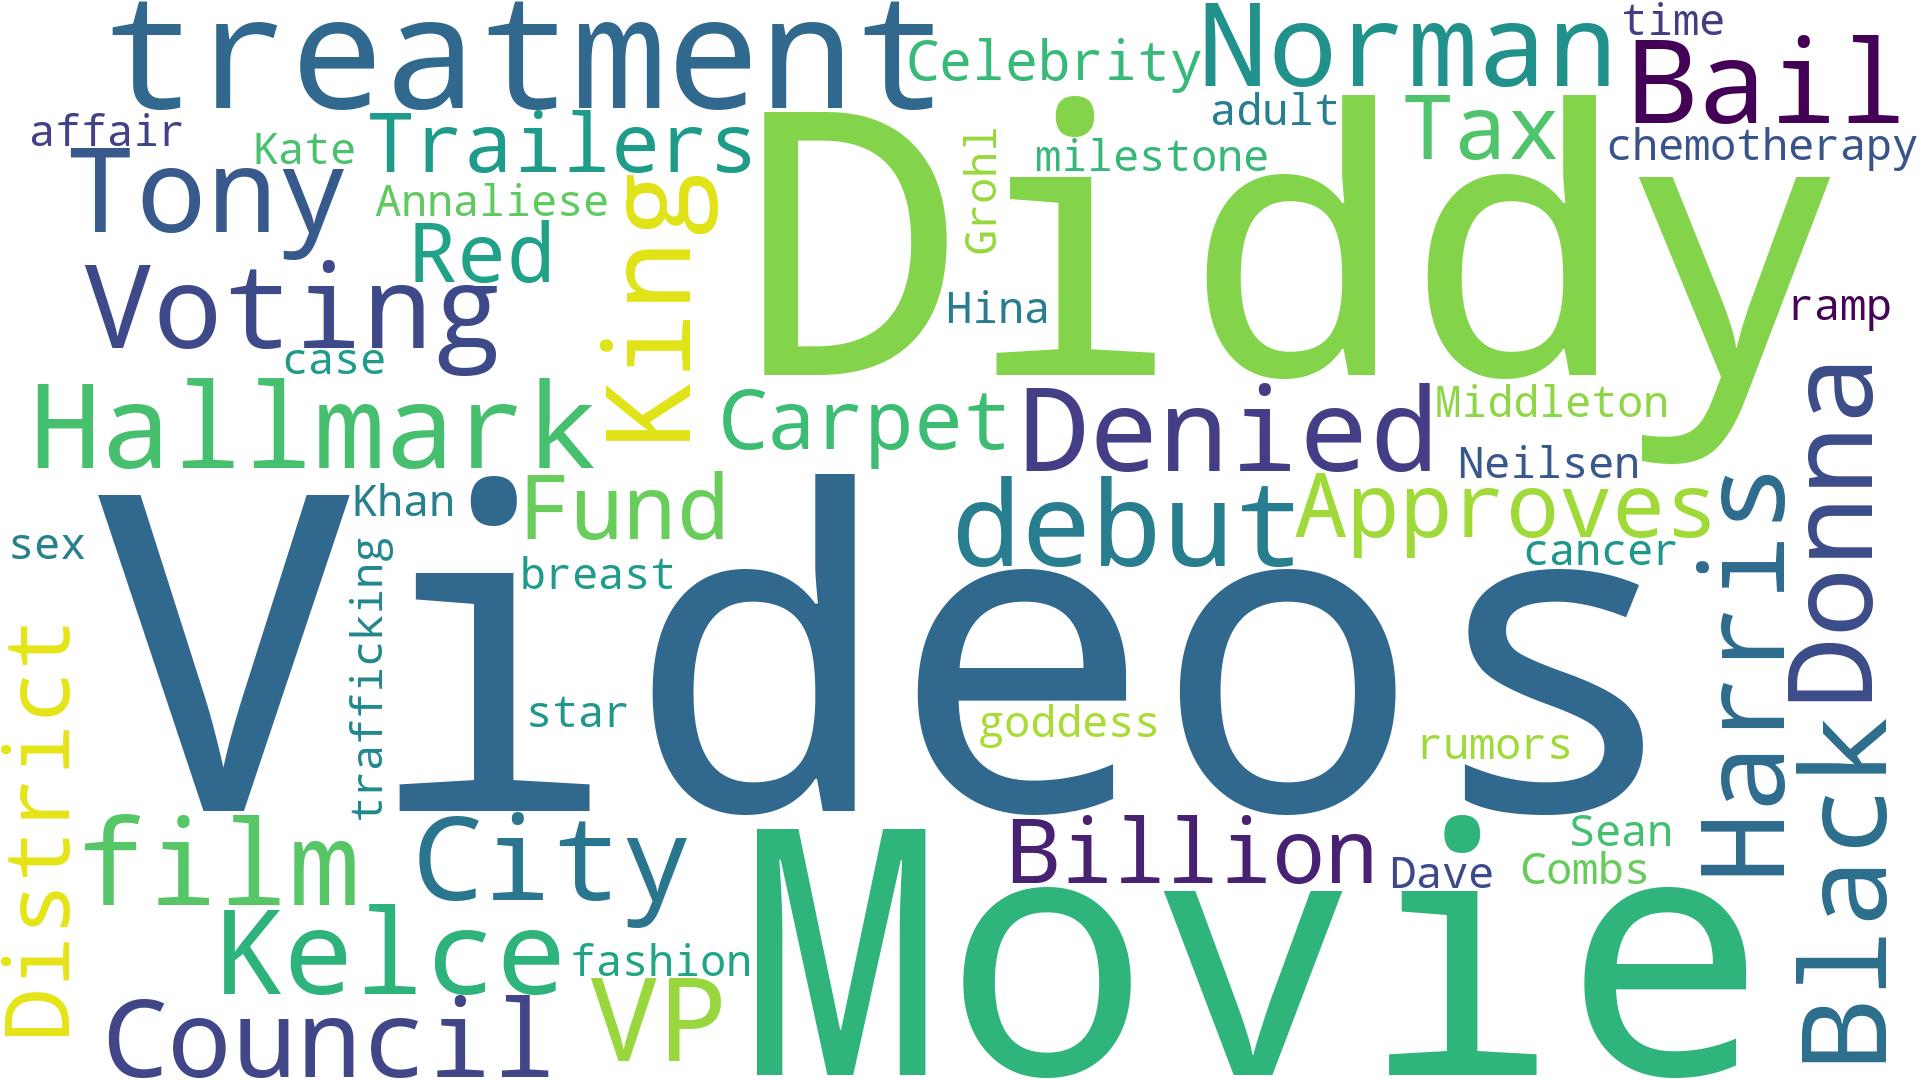 treatment
Celebrity
Norman
time
Bail
affair
Kate
Trailers
adult
Tax
chemotherapy
Tony
Annaliese
King
Diddy
Grohl
milestone
Red
Voting
Hina
ramp
case
Hallmark
Carpet
Denied
Middleton
Donna
Khan
Fund
debut
Neilsen
Approves
Harris
sex
trafficking
breast
cancer
Videos
District
star
goddess
rumors
Black
film
City
Billion
Dave
Sean
Combs
Movie
Kelce
fashion
Council
VP